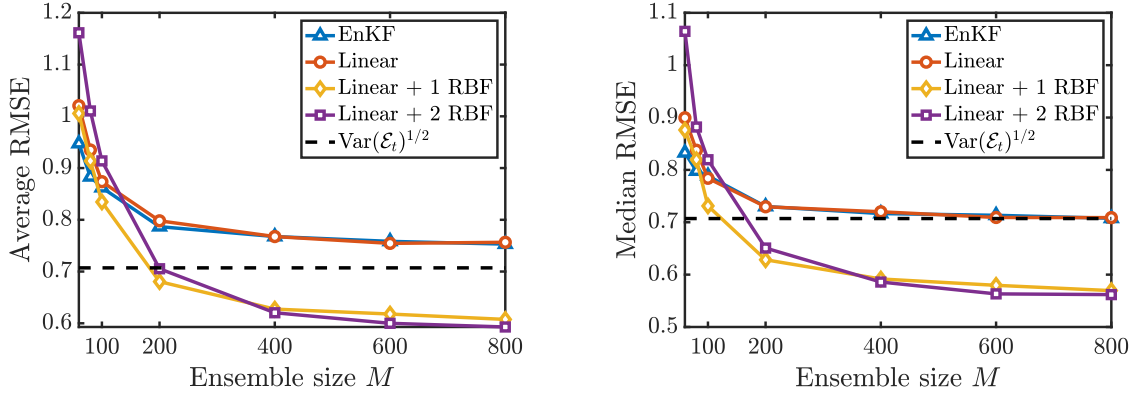 1.2
1.1
1
0.9
0.8
0.7
0.6
Average RMSE
100 200 400 600 800
Ensemble size M
EnKF
Linear
Linear + 1 RBF
Linear + 2 RBF
Var(ℰₜ)^{1/2}
1.1
1
0.9
0.8
0.7
0.6
0.5
Median RMSE
100 200 400 600 800
Ensemble size M
EnKF
Linear
Linear + 1 RBF
Linear + 2 RBF
Var(ℰₜ)^{1/2}